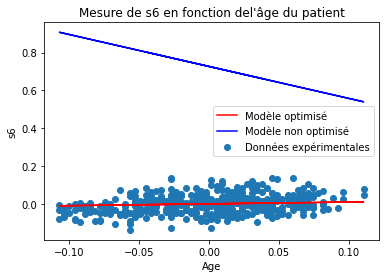 Mesure de s6 en fonction del'âge du patient
s6
0.8
0.6
0.4
0.2
0.0
Modèle optimisé
Modèle non optimisé
Données expérimentales
−0.10
−0.05
0.00
0.05
0.10
Age